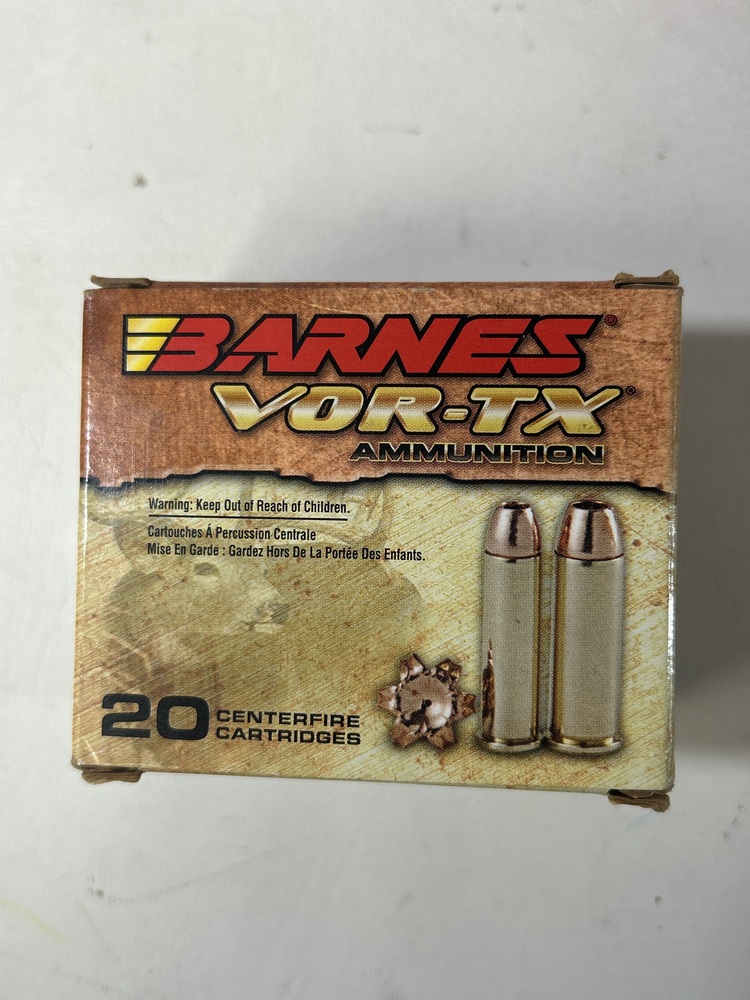 BARNES®
VOR-TX®
AMMUNITION
Warning: Keep Out of Reach of Children.
Cartouches Á Percussion Centrale
Mise En Garde : Gardez Hors De La Portée Des Enfants.
20 CENTERFIRE
CARTRIDGES